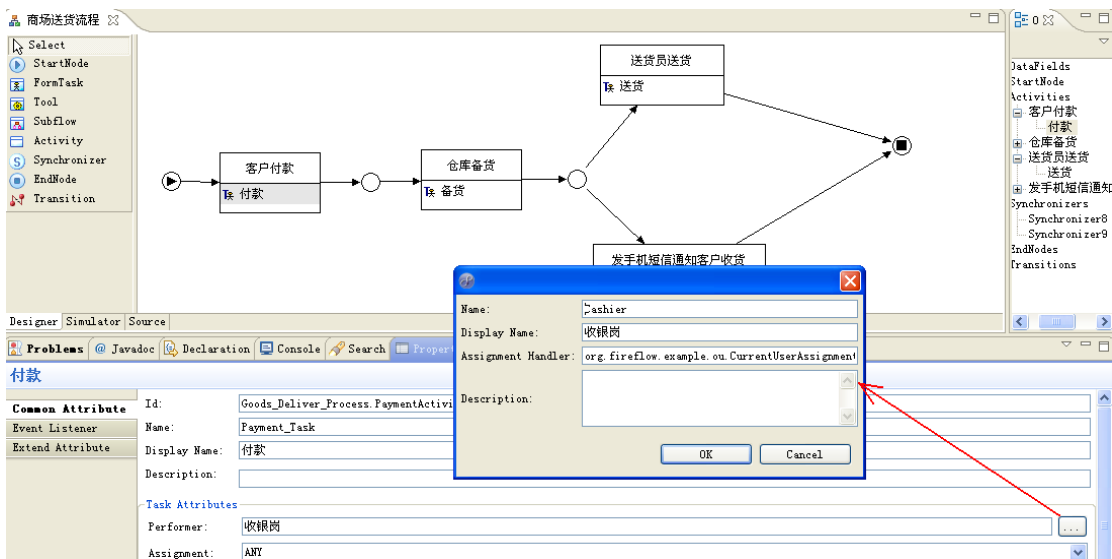 商场送货流程
Select
StartNode
FormTask
Tool
Subflow
Activity
Synchronizer
EndNode
Transition
客户付款
付款
仓库备货
备货
送货员送货
送货
发手机短信通知客户收货
DataFields
StartNode
Activities
客户付款
付款
仓库备货
送货员送货
送货
发手机短信通知
Synchronizers
Synchronizer8
Synchronizer9
EndNodes
Transitions
Designer Simulator Source
Problems @ Javadoc Declaration Console Search Propert
Name: Cashier
Display Name: 收银岗
Assignment Handler: org.fireflow.example.ou.CurrentUserAssignment
Description:
OK Cancel
付款
Common Attribute
Event Listener
Extend Attribute
Id: Goods_Deliver_Process.PaymentActivi
Name: Payment_Task
Display Name: 付款
Description:
Task Attributes
Performer: 收银岗 ...
Assignment: ANY